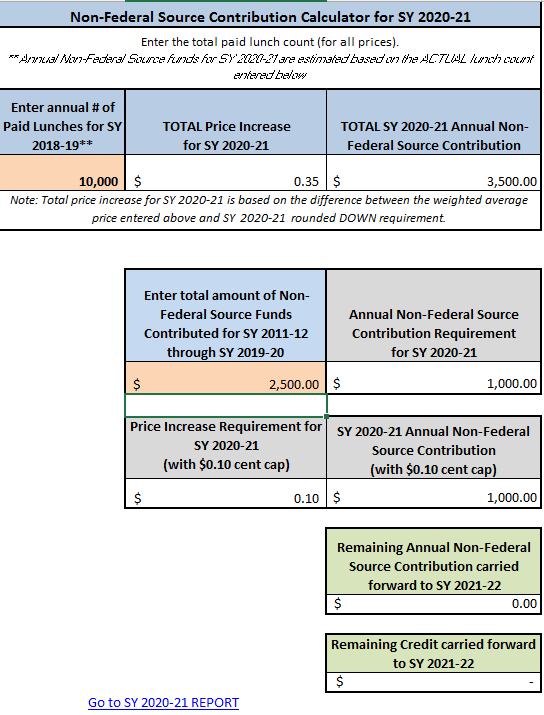 Non-Federal Source Contribution Calculator for SY 2020-21
Enter the total paid lunch count (for all prices).
** Annual Non-Federal Source funds for SY 2020-21 are estimated based on the ACTUAL lunch count
entered below
Enter annual # of
Paid Lunches for SY
2018-19**
TOTAL Price Increase
for SY 2020-21
TOTAL SY 2020-21 Annual Non-
Federal Source Contribution
10,000
$ 0.35
$ 3,500.00
Note: Total price increase for SY 2020-21 is based on the difference between the weighted average
price entered above and SY 2020-21 rounded DOWN requirement.
Enter total amount of Non-
Federal Source Funds
Contributed for SY 2011-12
through SY 2019-20
Annual Non-Federal Source
Contribution Requirement
for SY 2020-21
$ 2,500.00
$ 1,000.00
Price Increase Requirement for
SY 2020-21
(with $0.10 cent cap)
SY 2020-21 Annual Non-Federal
Source Contribution
(with $0.10 cent cap)
$ 0.10
$ 1,000.00
Remaining Annual Non-Federal
Source Contribution carried
forward to SY 2021-22
$ 0.00
Remaining Credit carried forward
to SY 2021-22
$ -
Go to SY 2020-21 REPORT